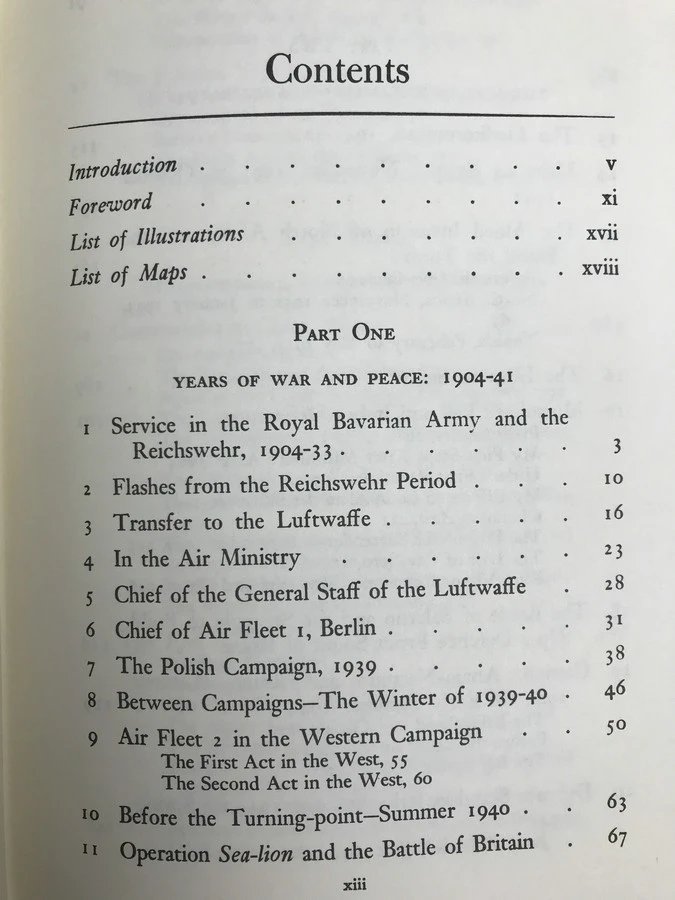 Contents
Introduction . . . . . . . . . v
Foreword . . . . . . . . . xi
List of Illustrations . . . . . . . xvii
List of Maps . . . . . . . . . xviii
PART ONE
YEARS OF WAR AND PEACE: 1904-41
1 Service in the Royal Bavarian Army and the
Reichswehr, 1904-33 . . . . . . 3
2 Flashes from the Reichswehr Period . . . 10
3 Transfer to the Luftwaffe . . . . . 16
4 In the Air Ministry . . . . . . 23
5 Chief of the General Staff of the Luftwaffe . 28
6 Chief of Air Fleet 1, Berlin . . . . . 31
7 The Polish Campaign, 1939 . . . . . 38
8 Between Campaigns—The Winter of 1939-40 . 46
9 Air Fleet 2 in the Western Campaign . . 50
The First Act in the West, 55
The Second Act in the West, 60
10 Before the Turning-point—Summer 1940 . . 63
11 Operation Sea-lion and the Battle of Britain . 67
xiii